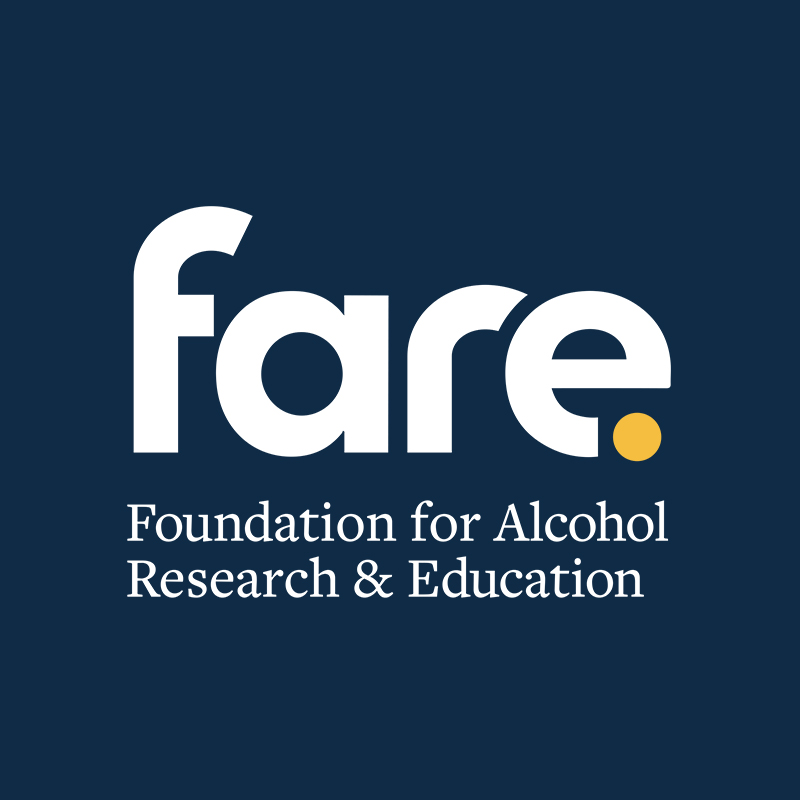 fare.
Foundation for Alcohol
Research & Education